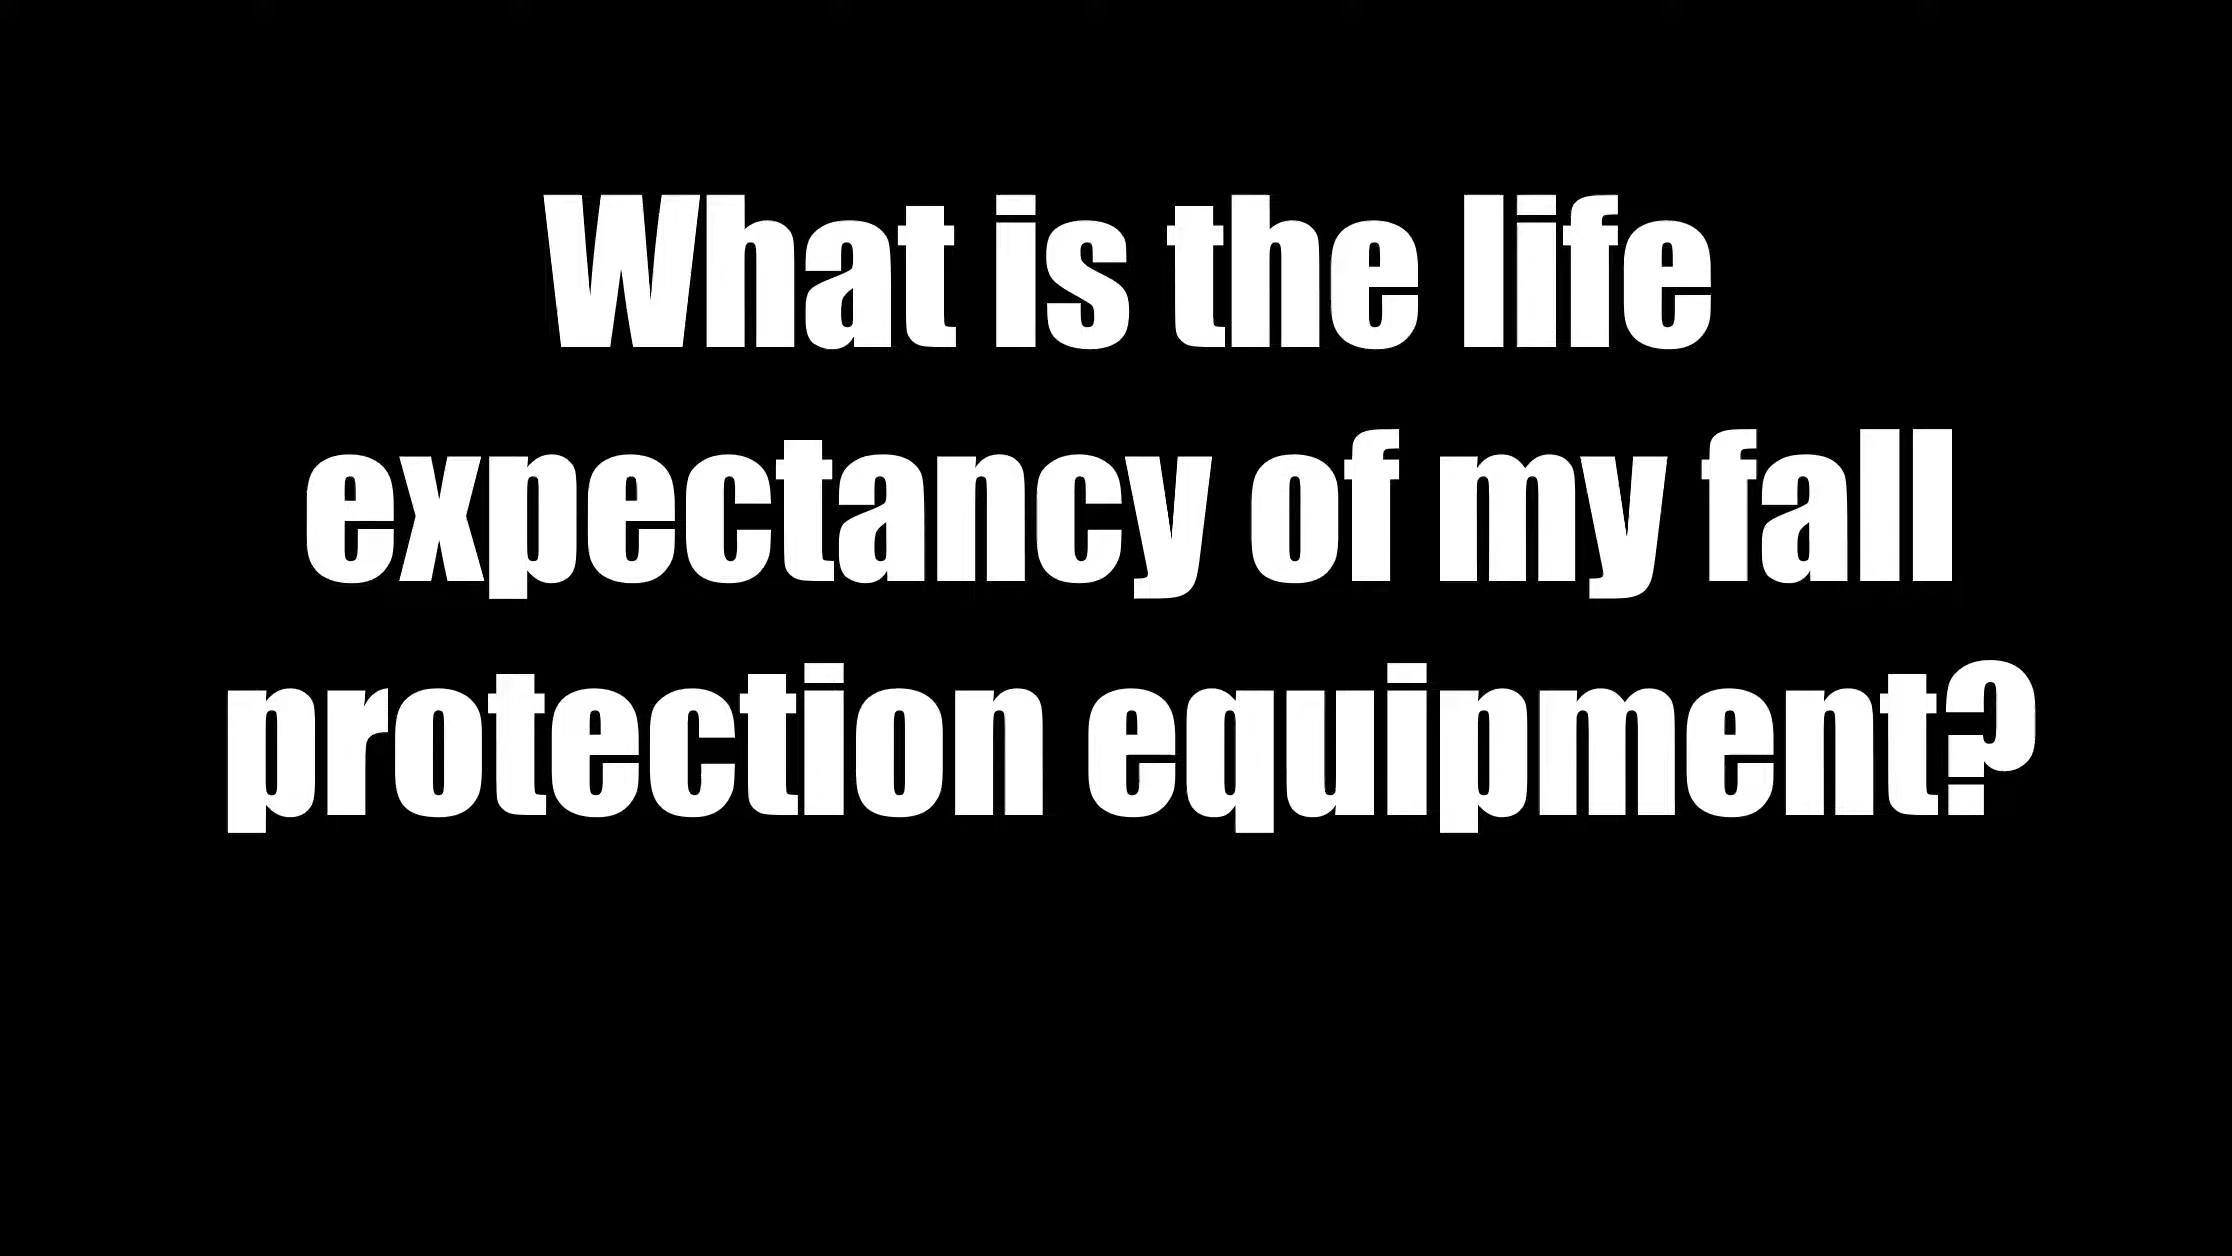 What is the life
expectancy of my fall
protection equipment?